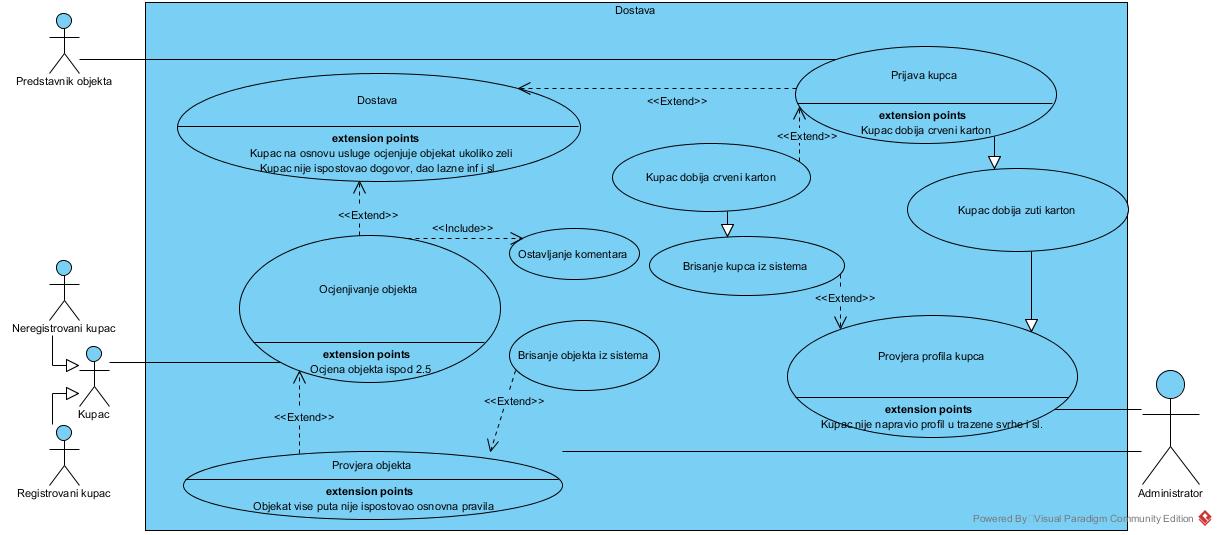 Dostava
Predstavnik objekta
Prijava kupca
extension points
Kupac dobija crveni karton
Dostava
extension points
Kupac na osnovu usluge ocjenjuje objekat ukoliko zeli
Kupac nije ispostovao dogovor, dao lazne inf i sl.
<<Extend>>
<<Extend>>
Kupac dobija crveni karton
Kupac dobija zuti karton
<<Extend>>
<<Include>>
Ostavljanje komentara
Brisanje kupca iz sistema
<<Extend>>
Ocjenjivanje objekta
extension points
Ocjena objekta ispod 2.5
Neregistrovani kupac
Kupac
Registrovani kupac
Brisanje objekta iz sistema
<<Extend>>
<<Extend>>
Provjera profila kupca
extension points
Kupac nije napravio profil u trazene svrhe i sl.
Provjera objekta
extension points
Objekat vise puta nije ispostovao osnovna pravila
Administrator
Powered By Visual Paradigm Community Edition